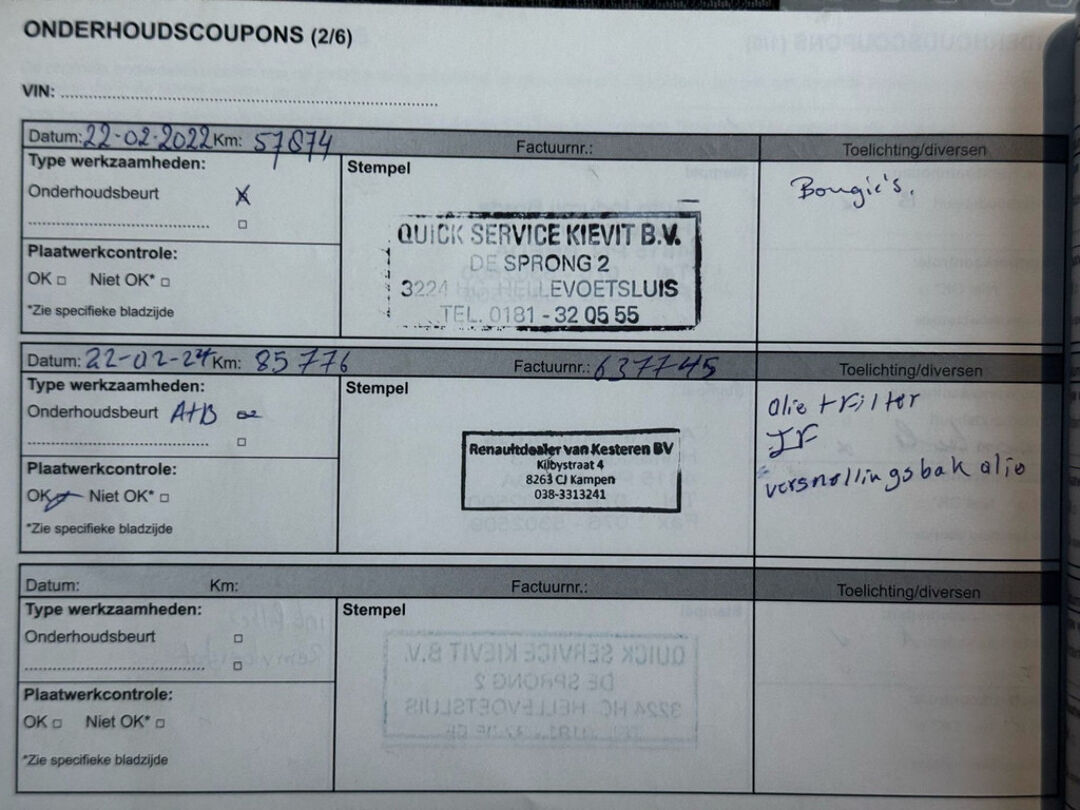 ONDERHOUDSCOUPONS (2/6)
VIN:
Datum: 22-02-2022 Km: 57874 Factuurnr.: Toelichting/diversen
Type werkzaamheden:
Stempel
Onderhoudsbeurt X
Bougie's.
QUICK SERVICE KIEVIT B.V.
DE SPRONG 2
3224 HC HELLEVOETSLUIS
TEL. 0181 - 32 05 55
Plaatwerkcontrole:
OK Niet OK*
*Zie specifieke bladzijde
Datum: 22-02-24 Km: 85776 Factuurnr.: 637745 Toelichting/diversen
Type werkzaamheden:
Stempel
Onderhoudsbeurt A+B
olie + Filter
IF
versnellingsbak olie
Renaultdealer van Kesteren BV
Kilbystraat 4
8263 CJ Kampen
038-3313241
Plaatwerkcontrole:
OK Niet OK*
*Zie specifieke bladzijde
Datum: Km: Factuurnr.: Toelichting/diversen
Type werkzaamheden:
Stempel
Onderhoudsbeurt
Plaatwerkcontrole:
OK Niet OK*
*Zie specifieke bladzijde